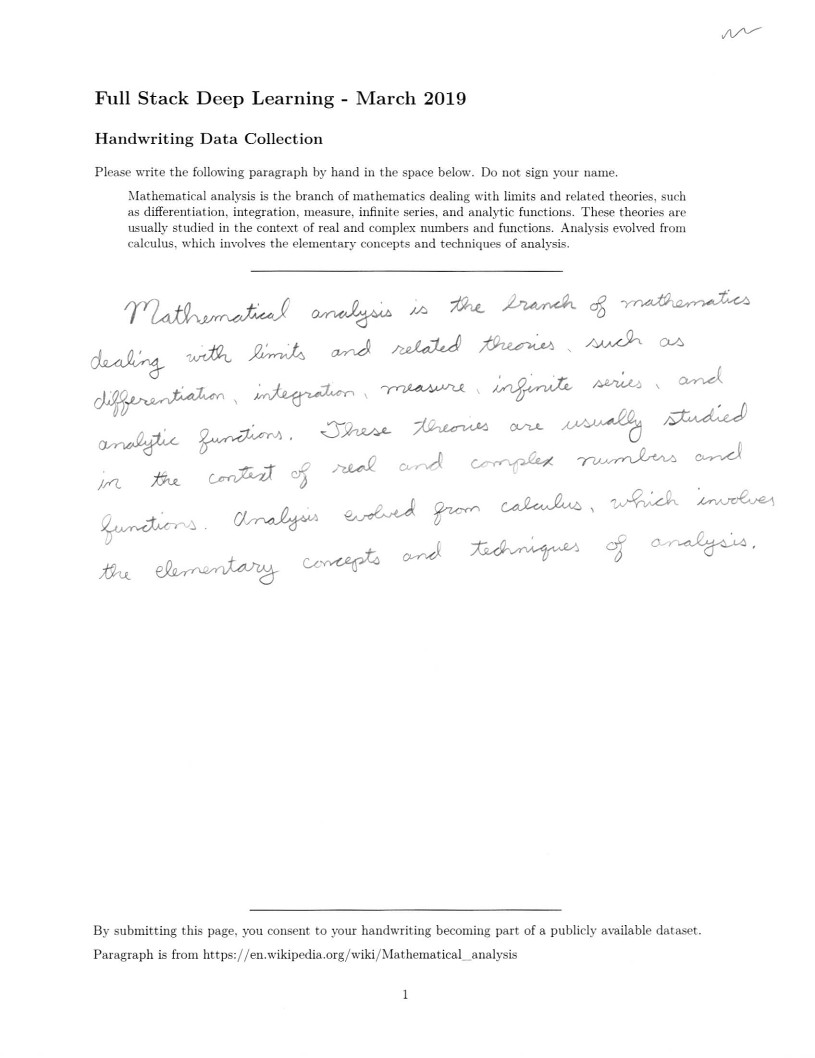 Full Stack Deep Learning - March 2019
Handwriting Data Collection
Please write the following paragraph by hand in the space below. Do not sign your name.
Mathematical analysis is the branch of mathematics dealing with limits and related theories, such
as differentiation, integration, measure, infinite series, and analytic functions. These theories are
usually studied in the context of real and complex numbers and functions. Analysis evolved from
calculus, which involves the elementary concepts and techniques of analysis.
Mathematical analysis is the branch of mathematics
dealing with limits and related theories, such as
differentiation, integration, measure, infinite series, and
analytic functions. These theories are usually studied
in the context of real and complex numbers and
functions. Analysis evolved from calculus, which involves
the elementary concepts and techniques of analysis.
By submitting this page, you consent to your handwriting becoming part of a publicly available dataset.
Paragraph is from https://en.wikipedia.org/wiki/Mathematical_analysis
1